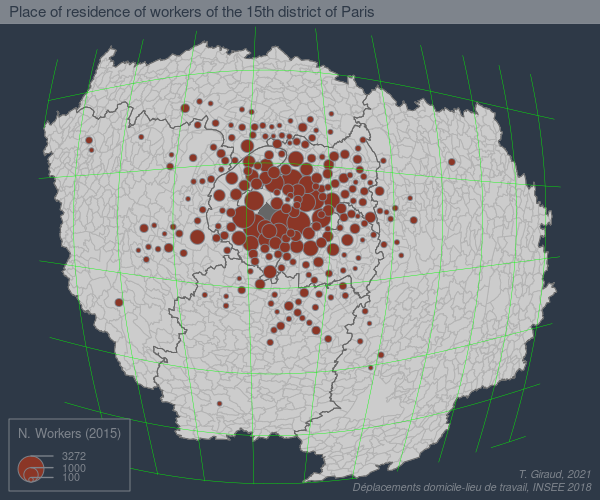 Place of residence of workers of the 15th district of Paris
N. Workers (2015)
3272
1000
100
T. Giraud, 2021
Déplacements domicile-lieu de travail, INSEE 2018